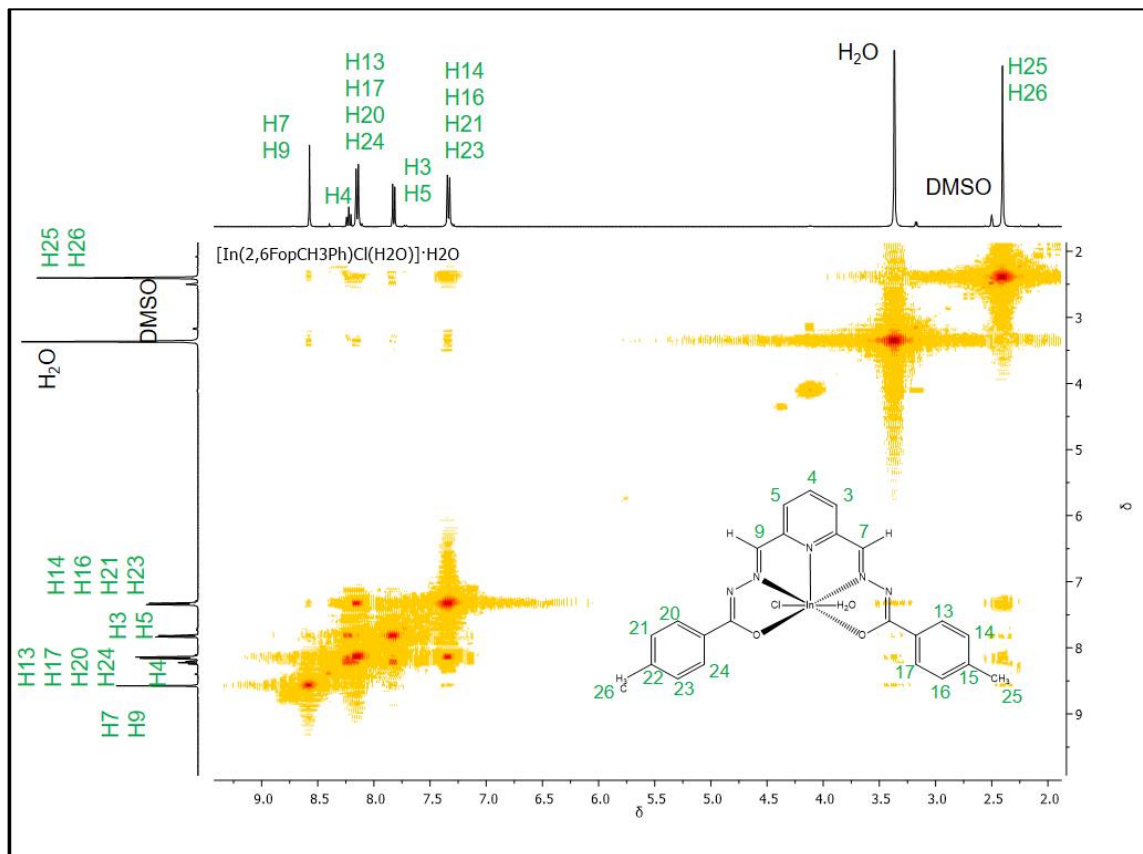 H7
H9
H4
H13
H17
H20
H24
H3
H5
H14
H16
H21
H23
H₂O
DMSO
H25
H26
[In(2,6FopCH3Ph)Cl(H2O)]·H2O
H25
H26
DMSO
H₂O
H14
H16
H21
H23
H3
H5
H13
H17
H20
H24
H4
H7
H9
2
3
4
5
6
7
8
9
δ
4
5
3
H
9
N
7
H
N
N
N
N
Cl
In
H₂O
O
O
20
21
22
23
24
26
H₃C
13
14
15
16
17
CH₃
25
9.0 8.5 8.0 7.5 7.0 6.5 6.0 5.5 5.0 4.5 4.0 3.5 3.0 2.5 2.0
δ